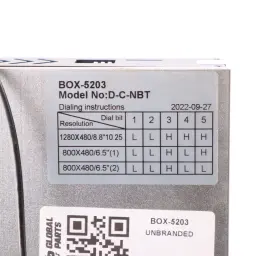 BOX-5203
Model No:D-C-NBT
Dialing instructions 2022-09-27
Dial bit 1 2 3 4 5
Resolution
1280X480/8.8"10.25 L L H H H
800X480/6.5"(1) L L H L H
800X480/6.5"(2) L L L L H
GLOBAL
PARTS
BOX-5203
UNBRANDED